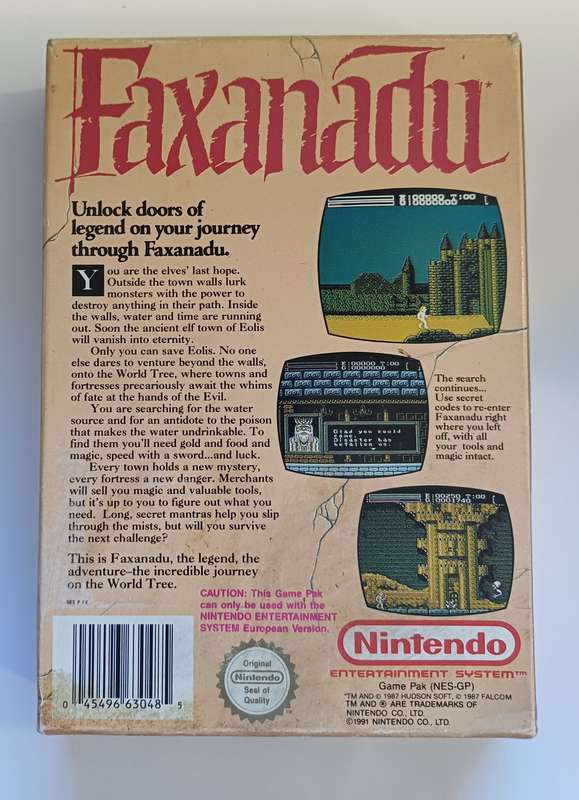 Faxanadu*
Unlock doors of
legend on your journey
through Faxanadu.
You are the elves' last hope.
Outside the town walls lurk
monsters with the power to
destroy anything in their path. Inside
the walls, water and time are running
out. Soon the ancient elf town of Eolis
will vanish into eternity.
Only you can save Eolis. No one
else dares to venture beyond the walls,
onto the World Tree, where towns and
fortresses precariously await the whims
of fate at the hands of the Evil.
You are searching for the water
source and for an antidote to the poison
that makes the water undrinkable. To
find them you'll need gold and food and
magic, speed with a sword...and luck.
Every town holds a new mystery,
every fortress a new danger. Merchants
will sell you magic and valuable tools,
but it's up to you to figure out what you
need. Long, secret mantras help you slip
through the mists, but will you survive
the next challenge?
This is Faxanadu, the legend, the
adventure–the incredible journey
on the World Tree.
E:00000 T:00
G:0000000
Glad you could
come.
Disaster has
befallen us.
The search
continues...
Use secret
codes to re-enter
Faxanadu right
where you left
off, with all
your tools and
magic intact.
E:00250 T:00
CAUTION: This Game Pak
can only be used with the
NINTENDO ENTERTAINMENT
SYSTEM European Version.
0 45496 63048 5
Original
Nintendo
Seal of
Quality
Nintendo
ENTERTAINMENT SYSTEM™
Game Pak (NES-GP)
*TM AND © 1987 HUDSON SOFT, © 1987 FALCOM
TM AND ® ARE TRADEMARKS OF
NINTENDO CO., LTD.
©1991 NINTENDO CO., LTD.